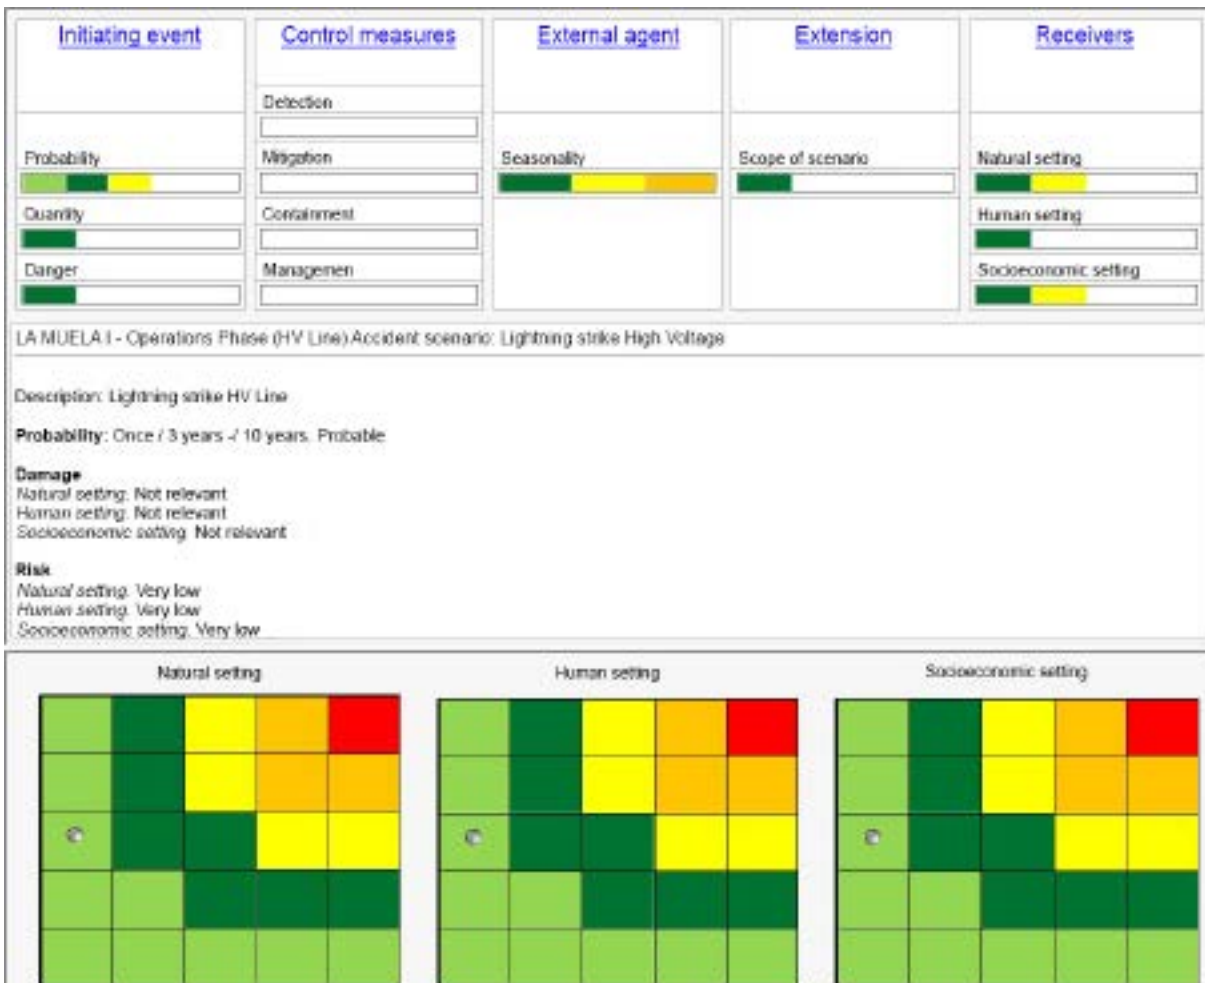 Initiating event
Control measures
External agent
Extension
Receivers
Detection
Probability
Mitigation
Seasonality
Scope of scenario
Natural setting
Quantity
Containment
Human setting
Danger
Managemen
Socioeconomic setting
LA MUELA I - Operations Phase (HV Line) Accident scenario: Lightning strike High Voltage
Description: Lightning strike HV Line
Probability: Once / 3 years -/ 10 years. Probable
Damage
Natural setting. Not relevant
Human setting. Not relevant
Socioeconomic setting. Not relevant
Risk
Natural setting. Very low
Human setting. Very low
Socioeconomic setting. Very low
Natural setting
Human setting
Socioeconomic setting